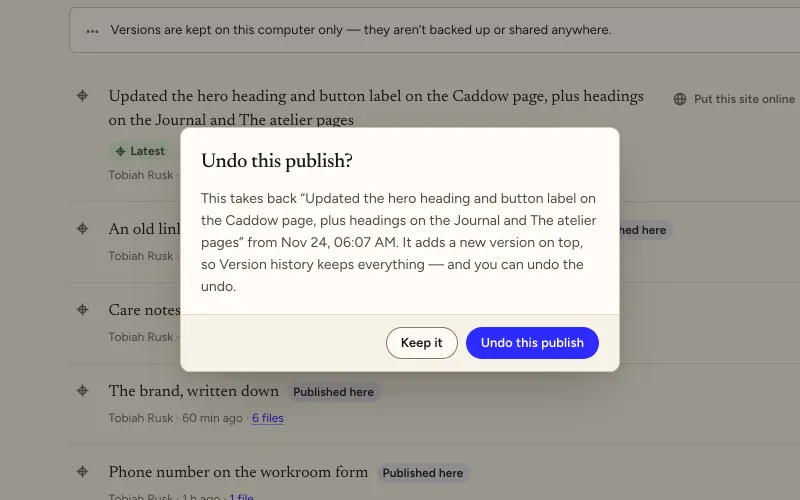 Versions are kept on this computer only — they aren’t backed up or shared anywhere.
Updated the hero heading and button label on the Caddow page, plus headings
on the Journal and The atelier pages
Put this site online
Latest
Tobiah Rusk ·
Undo this publish?
This takes back “Updated the hero heading and button label on
the Caddow page, plus headings on the Journal and The atelier
pages” from Nov 24, 06:07 AM. It adds a new version on top,
so Version history keeps everything — and you can undo the
undo.
Keep it
Undo this publish
An old link
here
Tobiah Rusk ·
Care notes
Tobiah Rusk ·
The brand, written down
Published here
Tobiah Rusk · 60 min ago · 6 files
Phone number on the workroom form
Published here
Tobiah Rusk · 1 h ago · 1 file